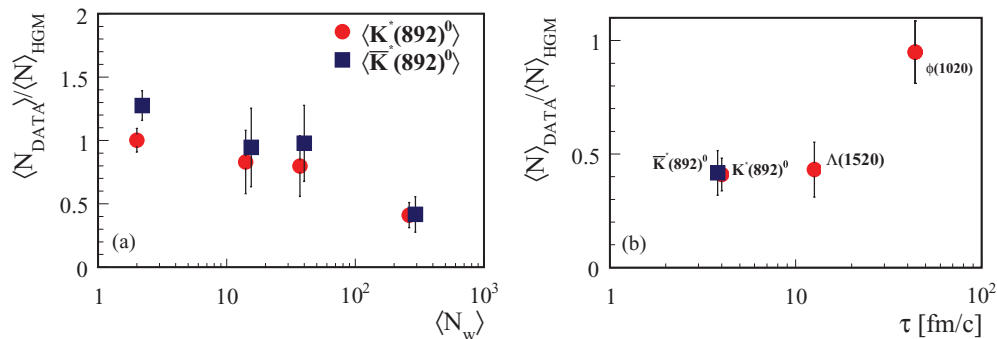 ⟨N_DATA⟩/⟨N⟩_HGM
2
1.5
1
0.5
0
⟨K*(892)⁰⟩
⟨K̅*(892)⁰⟩
(a)
1 10 10² 10³
⟨N_w⟩
⟨N⟩_DATA/⟨N⟩_HGM
1
0.5
0
ϕ(1020)
K̅*(892)⁰ K*(892)⁰ Λ(1520)
(b)
1 10 10²
τ [fm/c]